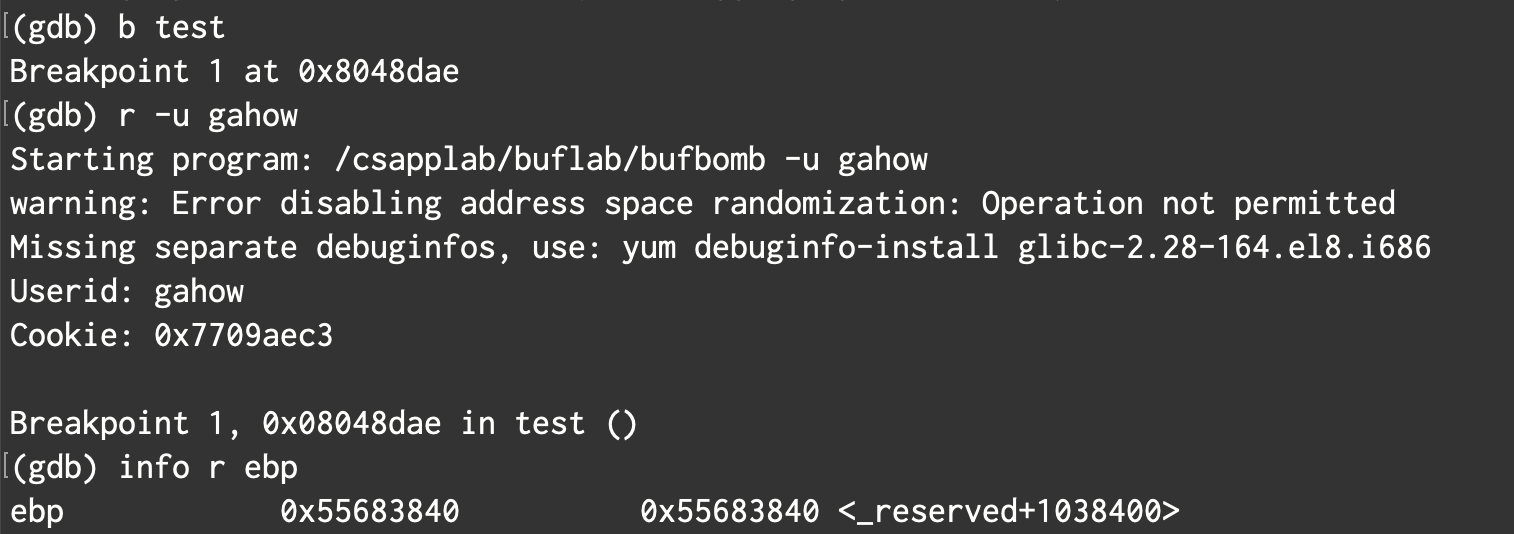 [(gdb) b test
Breakpoint 1 at 0x8048dae
[(gdb) r -u gahow
Starting program: /csapplab/buflab/bufbomb -u gahow
warning: Error disabling address space randomization: Operation not permitted
Missing separate debuginfos, use: yum debuginfo-install glibc-2.28-164.el8.i686
Userid: gahow
Cookie: 0x7709aec3
Breakpoint 1, 0x08048dae in test ()
[(gdb) info r ebp
ebp 0x55683840 0x55683840 <_reserved+1038400>